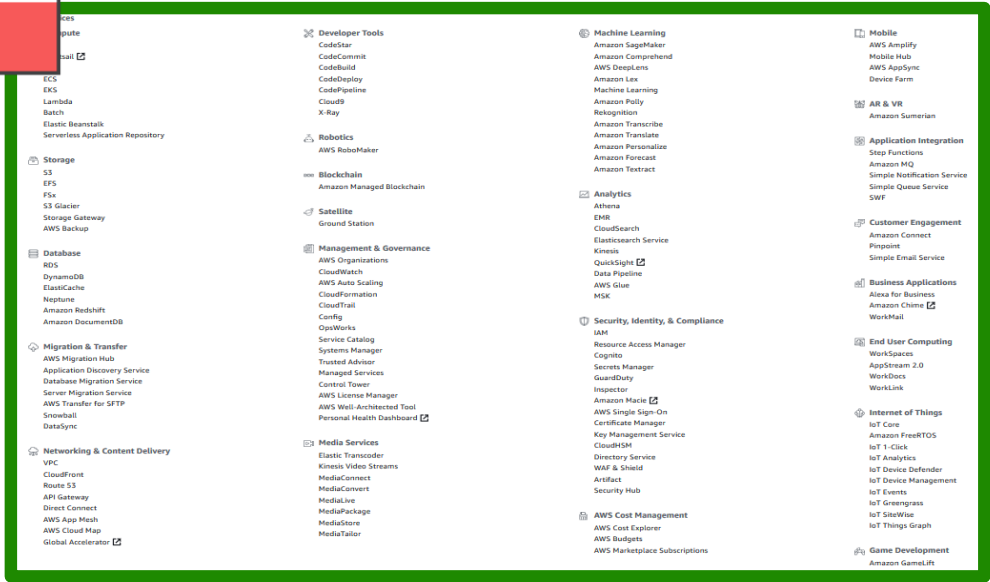 Developer Tools
CodeStar
CodeCommit
CodeBuild
CodeDeploy
CodePipeline
Cloud9
X-Ray
Robotics
AWS RoboMaker
Blockchain
Amazon Managed Blockchain
Satellite
Ground Station
Management & Governance
AWS Organizations
CloudWatch
AWS Auto Scaling
CloudFormation
CloudTrail
Config
OpsWorks
Service Catalog
Systems Manager
Trusted Advisor
Managed Services
Control Tower
AWS License Manager
AWS Well-Architected Tool
Personal Health Dashboard
Media Services
Elastic Transcoder
Kinesis Video Streams
MediaConnect
MediaConvert
MediaLive
MediaPackage
MediaStore
MediaTailor
ECS
EKS
Lambda
Batch
Elastic Beanstalk
Serverless Application Repository
Storage
S3
EFS
FSx
S3 Glacier
Storage Gateway
AWS Backup
Database
RDS
DynamoDB
ElastiCache
Neptune
Amazon Redshift
Amazon DocumentDB
Migration & Transfer
AWS Migration Hub
Application Discovery Service
Database Migration Service
Server Migration Service
AWS Transfer for SFTP
Snowball
DataSync
Networking & Content Delivery
VPC
CloudFront
Route 53
API Gateway
Direct Connect
AWS App Mesh
AWS Cloud Map
Global Accelerator
Machine Learning
Amazon SageMaker
Amazon Comprehend
AWS DeepLens
Amazon Lex
Machine Learning
Amazon Polly
Rekognition
Amazon Transcribe
Amazon Translate
Amazon Personalize
Amazon Forecast
Amazon Textract
Analytics
Athena
EMR
CloudSearch
Elasticsearch Service
Kinesis
QuickSight
Data Pipeline
AWS Glue
MSK
Security, Identity, & Compliance
IAM
Resource Access Manager
Cognito
Secrets Manager
GuardDuty
Inspector
Amazon Macie
AWS Single Sign-On
Certificate Manager
Key Management Service
CloudHSM
Directory Service
WAF & Shield
Artifact
Security Hub
AWS Cost Management
AWS Cost Explorer
AWS Budgets
AWS Marketplace Subscriptions
Mobile
AWS Amplify
Mobile Hub
AWS AppSync
Device Farm
AR & VR
Amazon Sumerian
Application Integration
Step Functions
Amazon MQ
Simple Notification Service
Simple Queue Service
SWF
Customer Engagement
Amazon Connect
Pinpoint
Simple Email Service
Business Applications
Alexa for Business
Amazon Chime
WorkMail
End User Computing
WorkSpaces
AppStream 2.0
WorkDocs
WorkLink
Internet of Things
IoT Core
Amazon FreeRTOS
IoT 1-Click
IoT Analytics
IoT Device Defender
IoT Device Management
IoT Events
IoT Greengrass
IoT SiteWise
IoT Things Graph
Game Development
Amazon GameLift